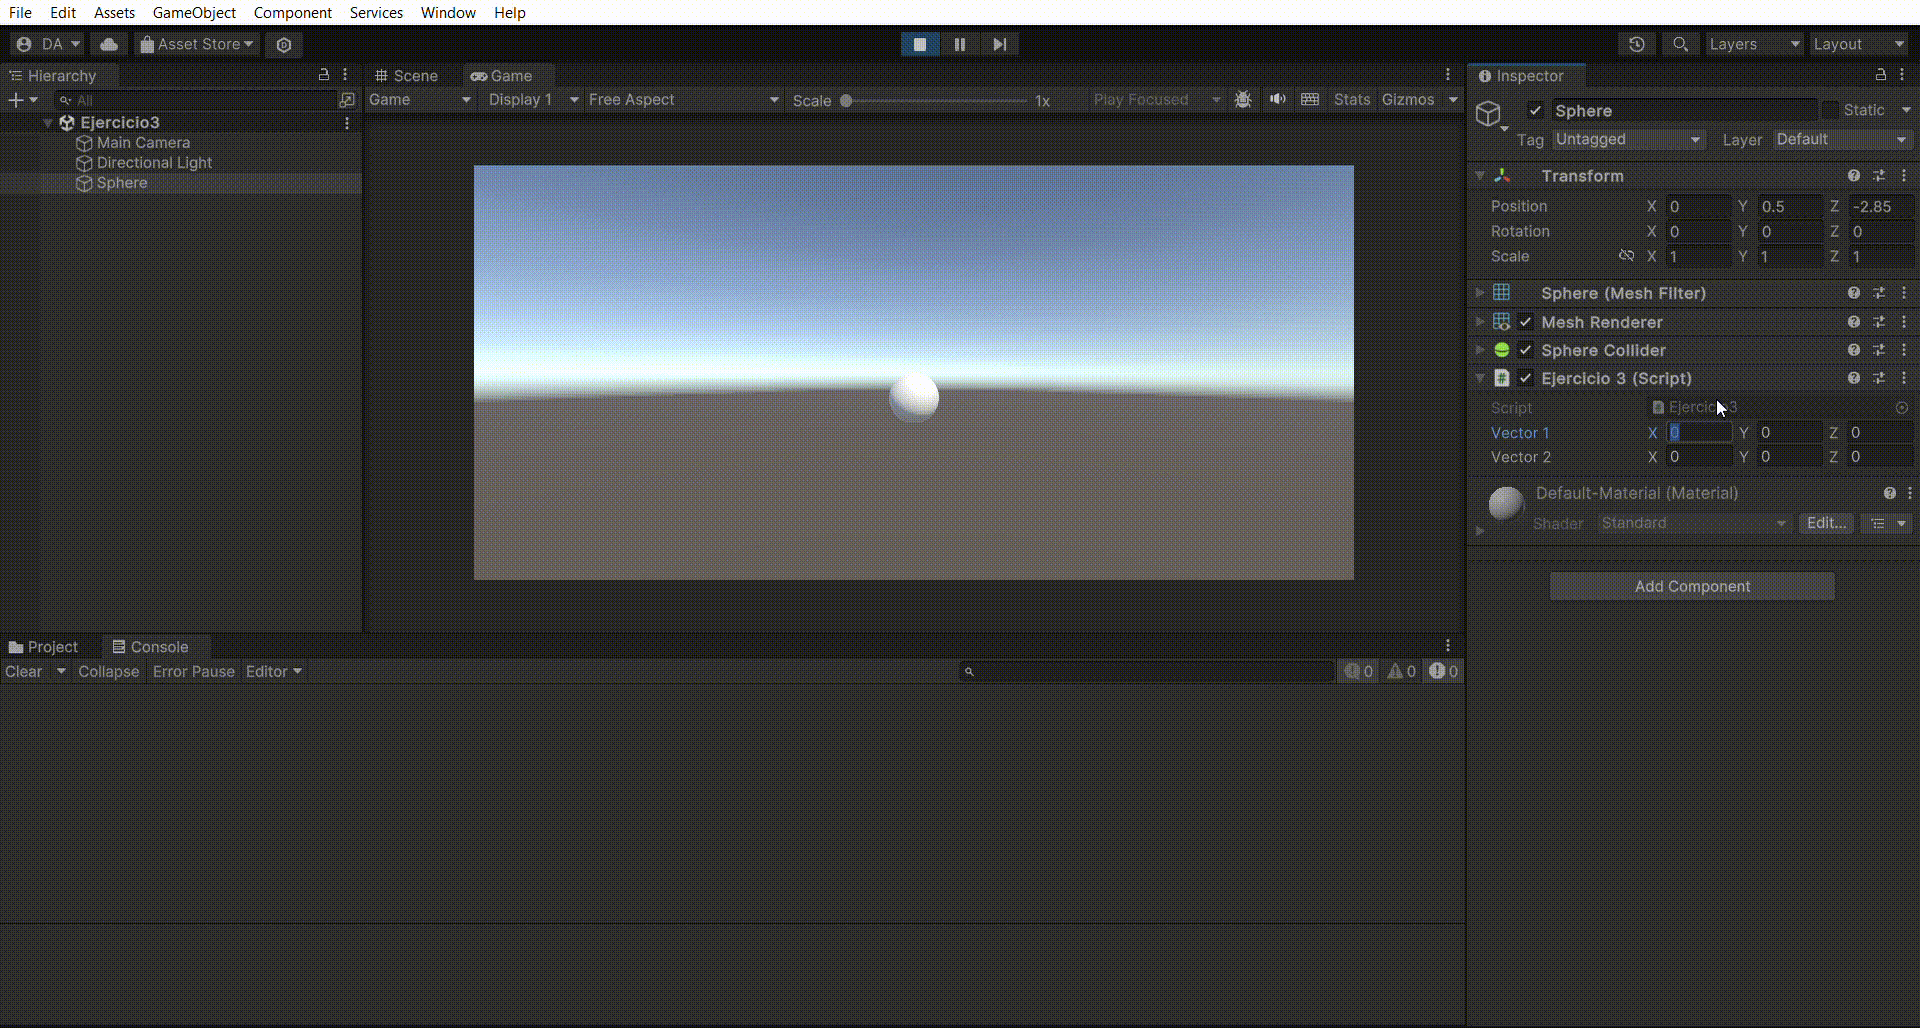 File Edit Assets GameObject Component Services Window Help
DA Asset Store Layers Layout
Hierarchy
All
Ejercicio3
Main Camera
Directional Light
Sphere
Scene Game
Game Display 1 Free Aspect Scale 1x Play Focused Stats Gizmos
Inspector
Sphere Static
Tag Untagged Layer Default
Transform
Position X 0 Y 0.5 Z -2.85
Rotation X 0 Y 0 Z 0
Scale X 1 Y 1 Z 1
Sphere (Mesh Filter)
Mesh Renderer
Sphere Collider
Ejercicio 3 (Script)
Script Ejercicio3
Vector 1 X 0 Y 0 Z 0
Vector 2 X 0 Y 0 Z 0
Default-Material (Material)
Shader Standard Edit...
Add Component
Project Console
Clear Collapse Error Pause Editor 0 0 0